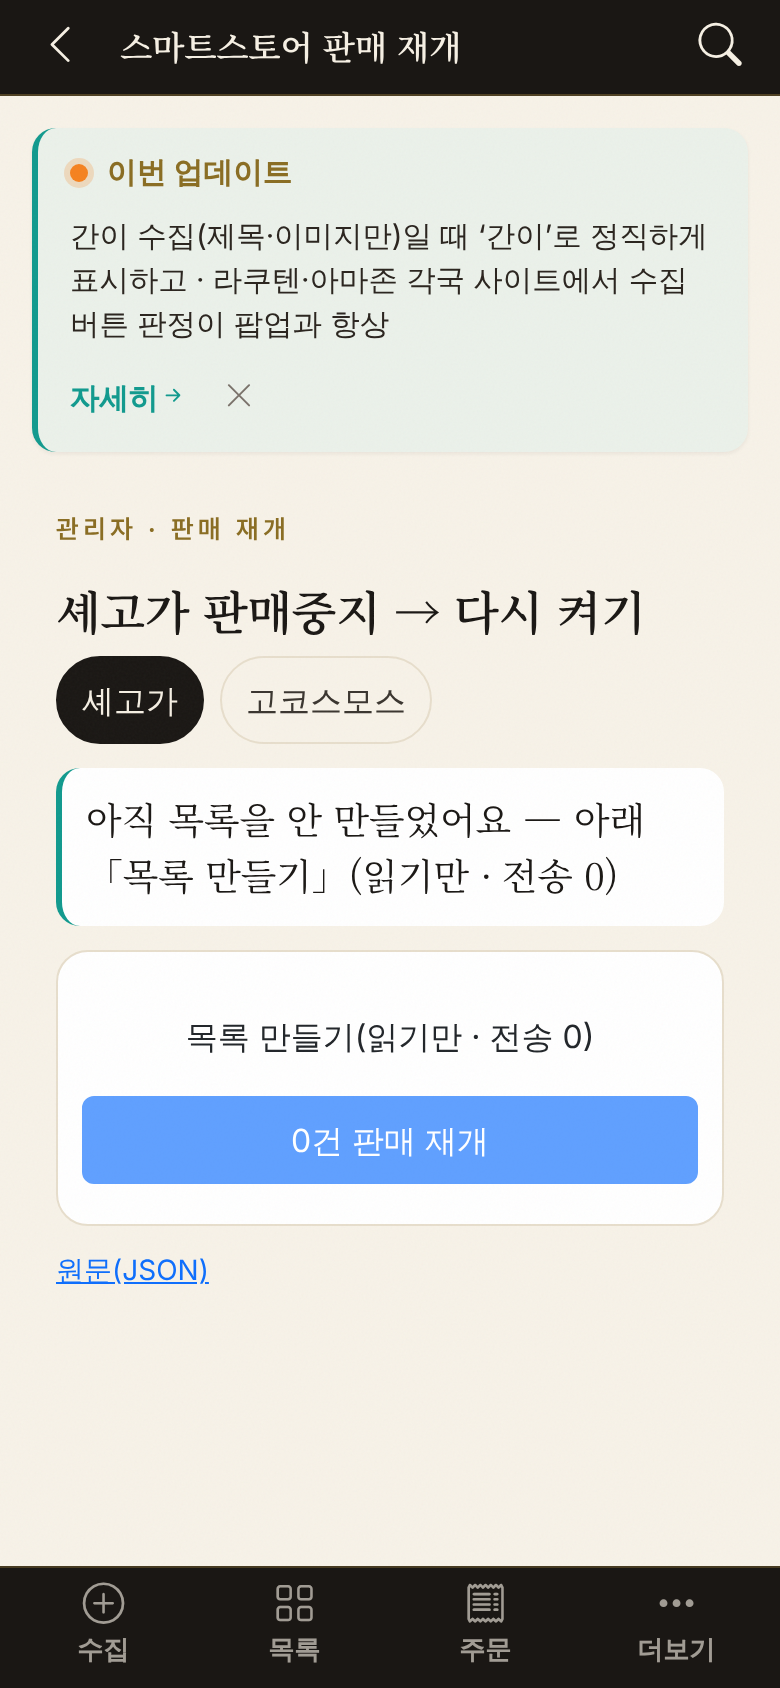 스마트스토어 판매 재개
이번 업데이트
간이 수집(제목·이미지만)일 때 ‘간이’로 정직하게
표시하고 · 라쿠텐·아마존 각국 사이트에서 수집
버튼 판정이 팝업과 항상
자세히 →
관리자 · 판매 재개
셰고가 판매중지 → 다시 켜기
셰고가 고코스모스
아직 목록을 안 만들었어요 — 아래
「목록 만들기」(읽기만 · 전송 0)
목록 만들기(읽기만 · 전송 0)
0건 판매 재개
원문(JSON)
수집 목록 주문 더보기